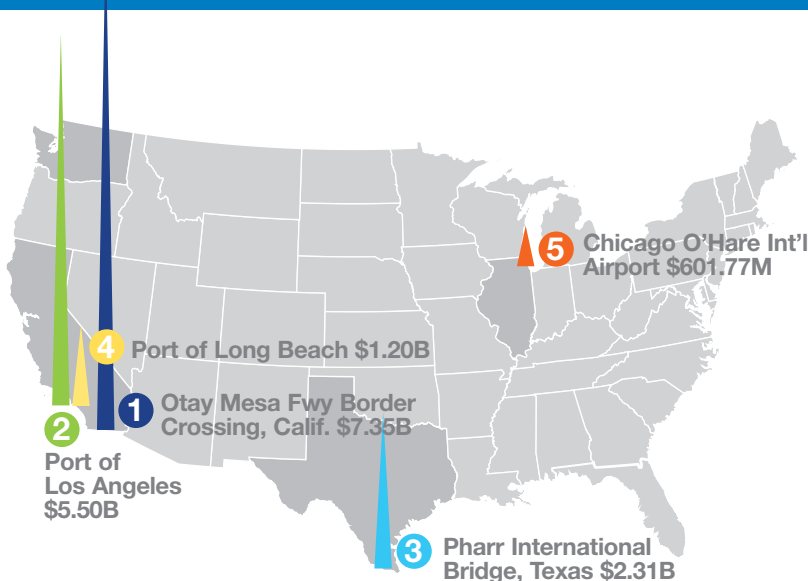 5
Chicago O'Hare Int'l
Airport $601.77M
4
Port of Long Beach $1.20B
1
Otay Mesa Fwy Border
Crossing, Calif. $7.35B
2
Port of
Los Angeles
$5.50B
3
Pharr International
Bridge, Texas $2.31B